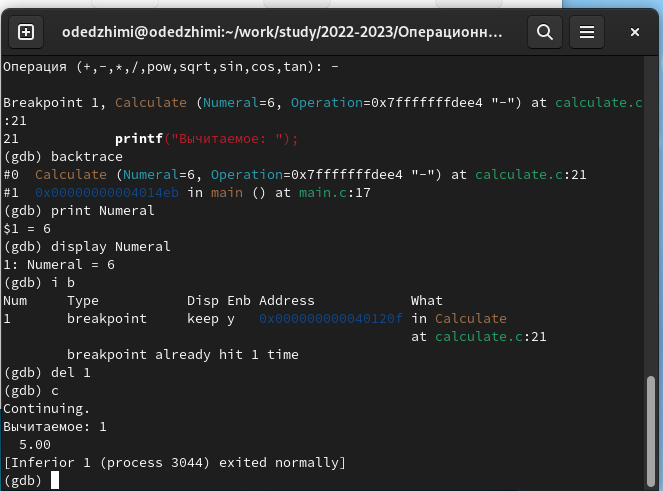 odedzhimi@odedzhimi:~/work/study/2022-2023/Операционн...
Операция (+,-,*,/,pow,sqrt,sin,cos,tan): -
Breakpoint 1, Calculate (Numeral=6, Operation=0x7fffffffdee4 "-") at calculate.c
:21
21            printf("Вычитаемое: ");
(gdb) backtrace
#0  Calculate (Numeral=6, Operation=0x7fffffffdee4 "-") at calculate.c:21
#1  0x00000000004014eb in main () at main.c:17
(gdb) print Numeral
$1 = 6
(gdb) display Numeral
1: Numeral = 6
(gdb) i b
Num     Type           Disp Enb Address            What
1       breakpoint     keep y   0x000000000040120f in Calculate
                                                   at calculate.c:21
        breakpoint already hit 1 time
(gdb) del 1
(gdb) c
Continuing.
Вычитаемое: 1
  5.00
[Inferior 1 (process 3044) exited normally]
(gdb)